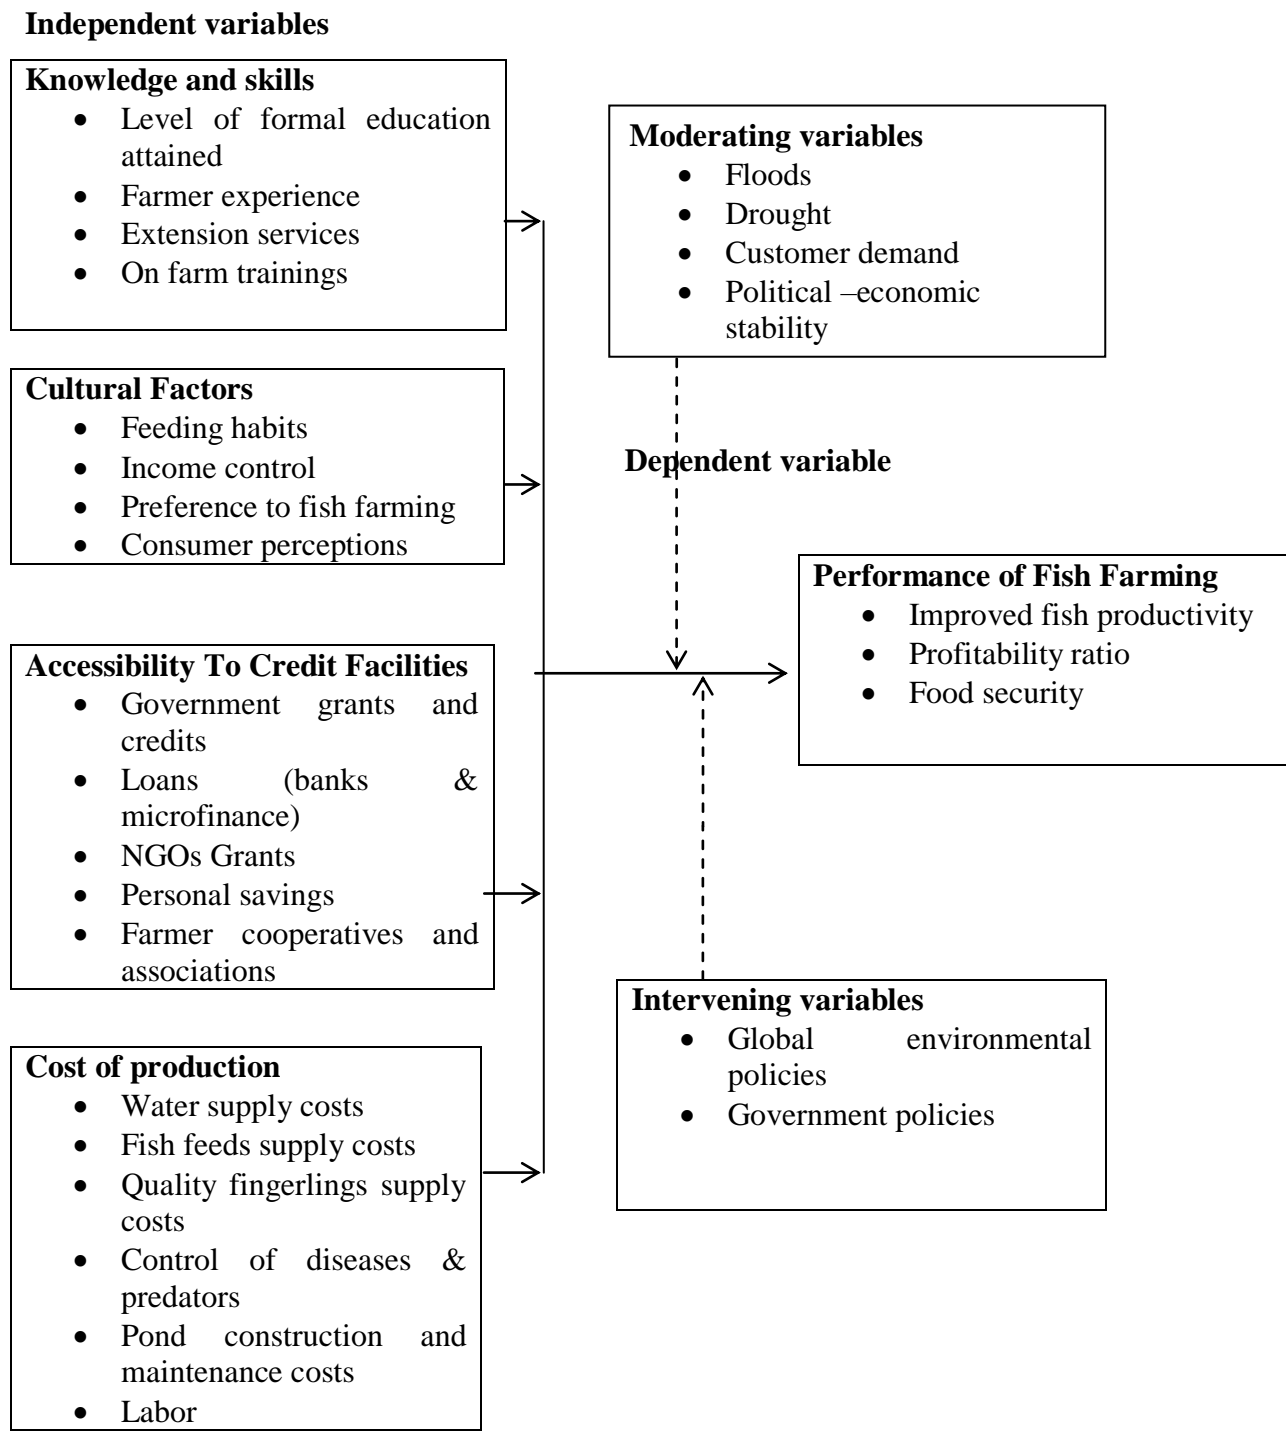 Independent variables
Knowledge and skills
• Level of formal education
attained
• Farmer experience
• Extension services
• On farm trainings
Cultural Factors
• Feeding habits
• Income control
• Preference to fish farming
• Consumer perceptions
Accessibility To Credit Facilities
• Government grants and
credits
• Loans (banks &
microfinance)
• NGOs Grants
• Personal savings
• Farmer cooperatives and
associations
Cost of production
• Water supply costs
• Fish feeds supply costs
• Quality fingerlings supply
costs
• Control of diseases &
predators
• Pond construction and
maintenance costs
• Labor
Moderating variables
• Floods
• Drought
• Customer demand
• Political –economic
stability
Dependent variable
Performance of Fish Farming
• Improved fish productivity
• Profitability ratio
• Food security
Intervening variables
• Global environmental
policies
• Government policies